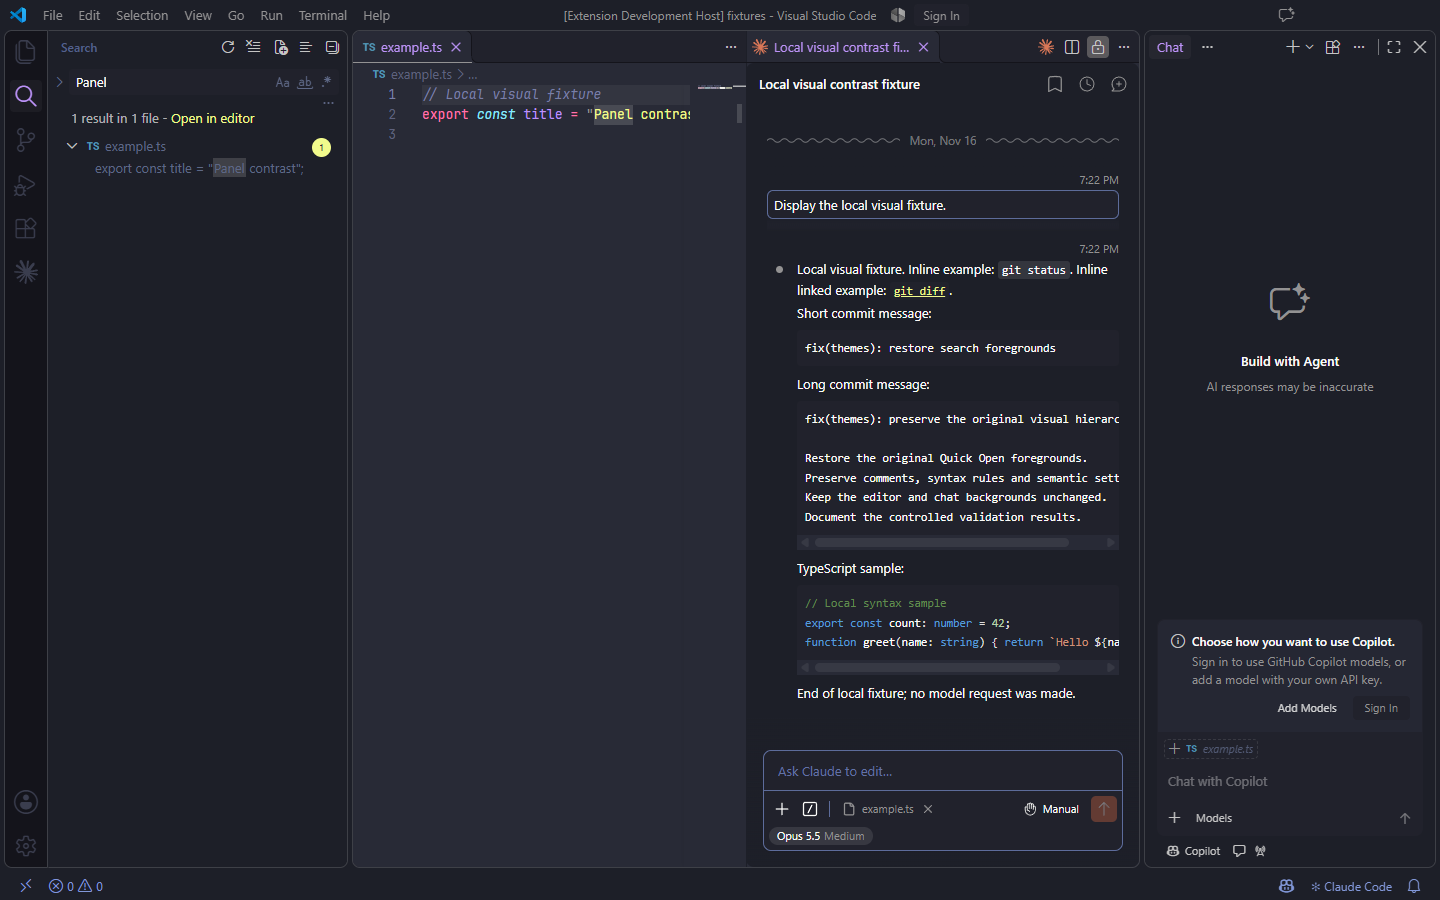 File Edit Selection View Go Run Terminal Help
[Extension Development Host] fixtures - Visual Studio Code
Sign In
Search
Panel
Aa ab .*
1 result in 1 file - Open in editor
TS example.ts
1
export const title = "Panel contrast";
TS example.ts
TS example.ts > ...
1 // Local visual fixture
2 export const title = "Panel contras
3
Local visual contrast fi...
Local visual contrast fixture
Mon, Nov 16
7:22 PM
Display the local visual fixture.
7:22 PM
Local visual fixture. Inline example: git status. Inline
linked example: git diff.
Short commit message:
fix(themes): restore search foregrounds
Long commit message:
fix(themes): preserve the original visual hierarc
Restore the original Quick Open foregrounds.
Preserve comments, syntax rules and semantic sett
Keep the editor and chat backgrounds unchanged.
Document the controlled validation results.
TypeScript sample:
// Local syntax sample
export const count: number = 42;
function greet(name: string) { return `Hello ${na
End of local fixture; no model request was made.
Ask Claude to edit...
example.ts
Manual
Opus 5.5 Medium
Chat
Build with Agent
AI responses may be inaccurate
Choose how you want to use Copilot.
Sign in to use GitHub Copilot models, or
add a model with your own API key.
Add Models Sign In
TS example.ts
Chat with Copilot
Models
Copilot
0 0
Claude Code